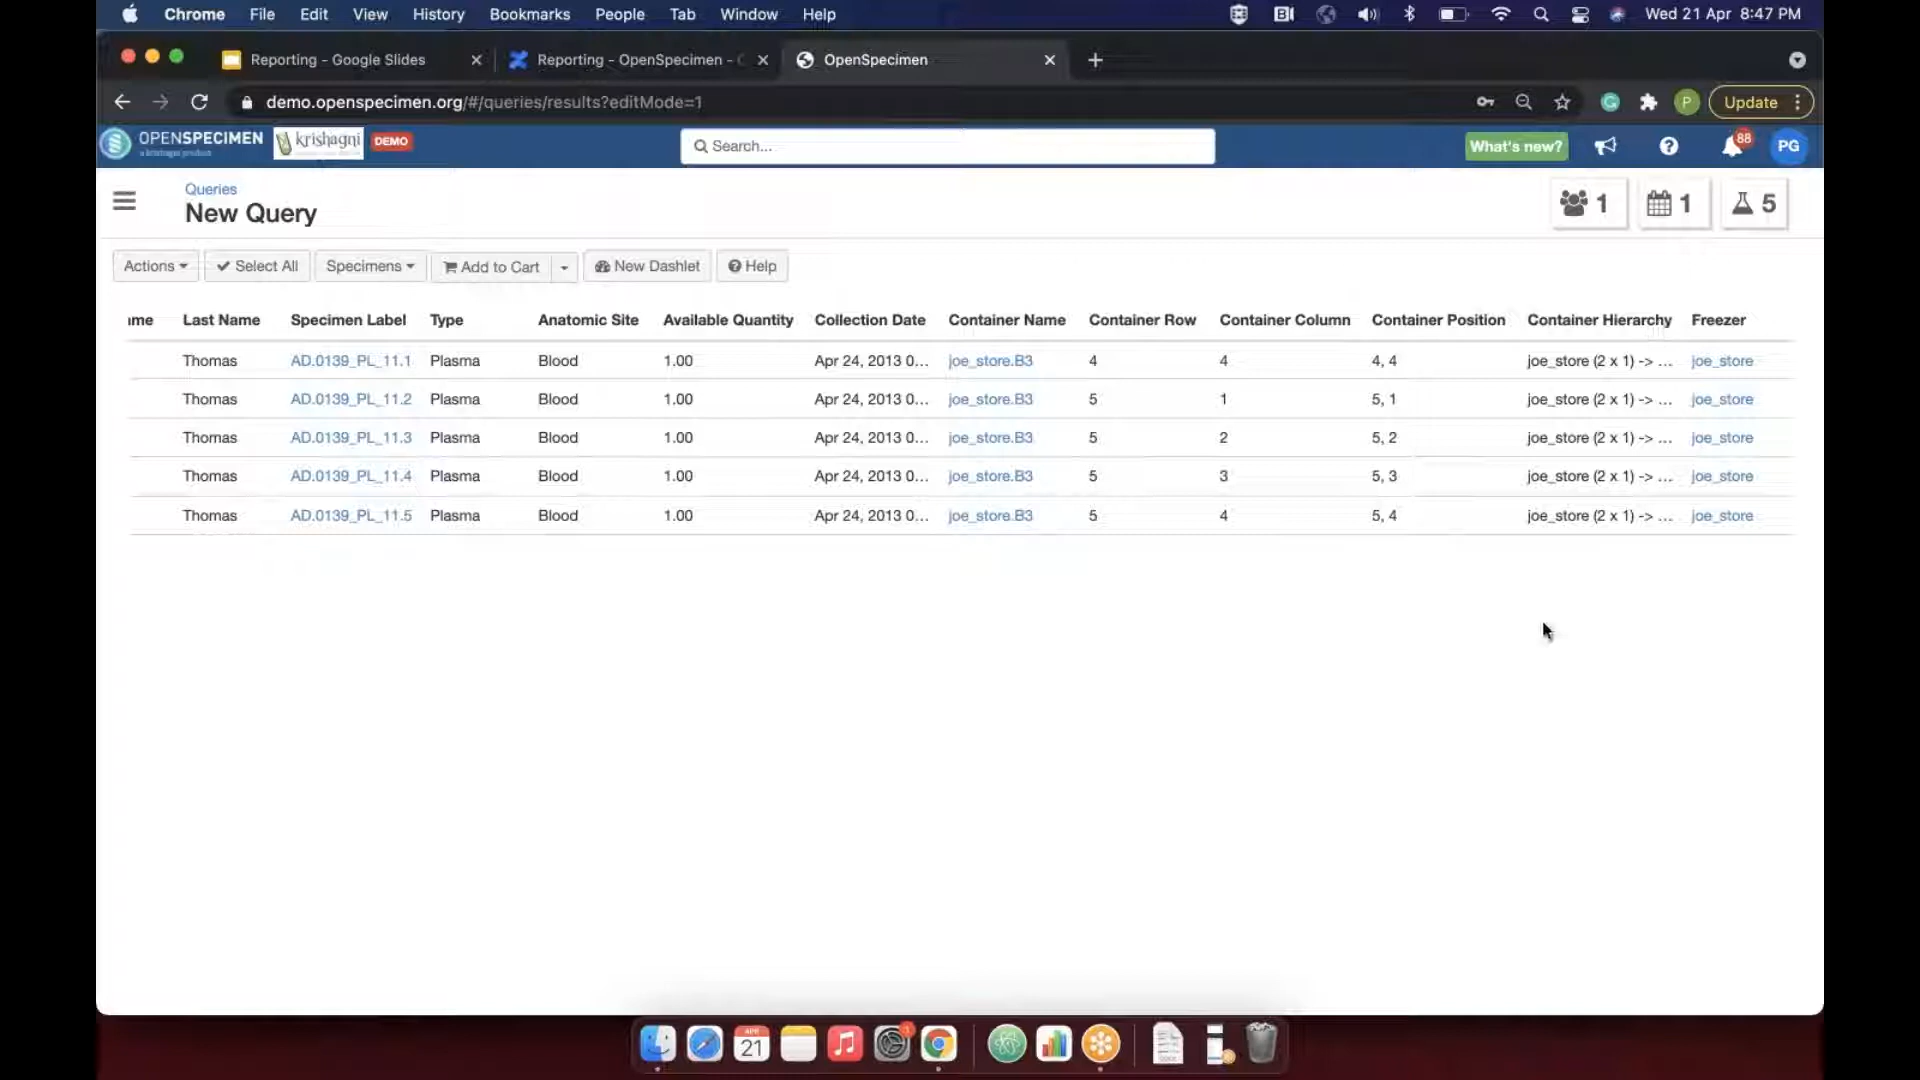 Chrome File Edit View History Bookmarks People Tab Window Help Wed 21 Apr 8:47 PM
Reporting - Google Slides Reporting - OpenSpecimen - OpenSpecimen
demo.openspecimen.org/#/queries/results?editMode=1 P Update
OPENSPECIMEN krishagni DEMO Search... What's new? 88 PG
Queries
New Query 1 1 5
Actions Select All Specimens Add to Cart New Dashlet Help
me Last Name Specimen Label Type Anatomic Site Available Quantity Collection Date Container Name Container Row Container Column Container Position Container Hierarchy Freezer
Thomas AD.0139_PL_11.1 Plasma Blood 1.00 Apr 24, 2013 0... joe_store.B3 4 4 4, 4 joe_store (2 x 1) -> ... joe_store
Thomas AD.0139_PL_11.2 Plasma Blood 1.00 Apr 24, 2013 0... joe_store.B3 5 1 5, 1 joe_store (2 x 1) -> ... joe_store
Thomas AD.0139_PL_11.3 Plasma Blood 1.00 Apr 24, 2013 0... joe_store.B3 5 2 5, 2 joe_store (2 x 1) -> ... joe_store
Thomas AD.0139_PL_11.4 Plasma Blood 1.00 Apr 24, 2013 0... joe_store.B3 5 3 5, 3 joe_store (2 x 1) -> ... joe_store
Thomas AD.0139_PL_11.5 Plasma Blood 1.00 Apr 24, 2013 0... joe_store.B3 5 4 5, 4 joe_store (2 x 1) -> ... joe_store
APR
21